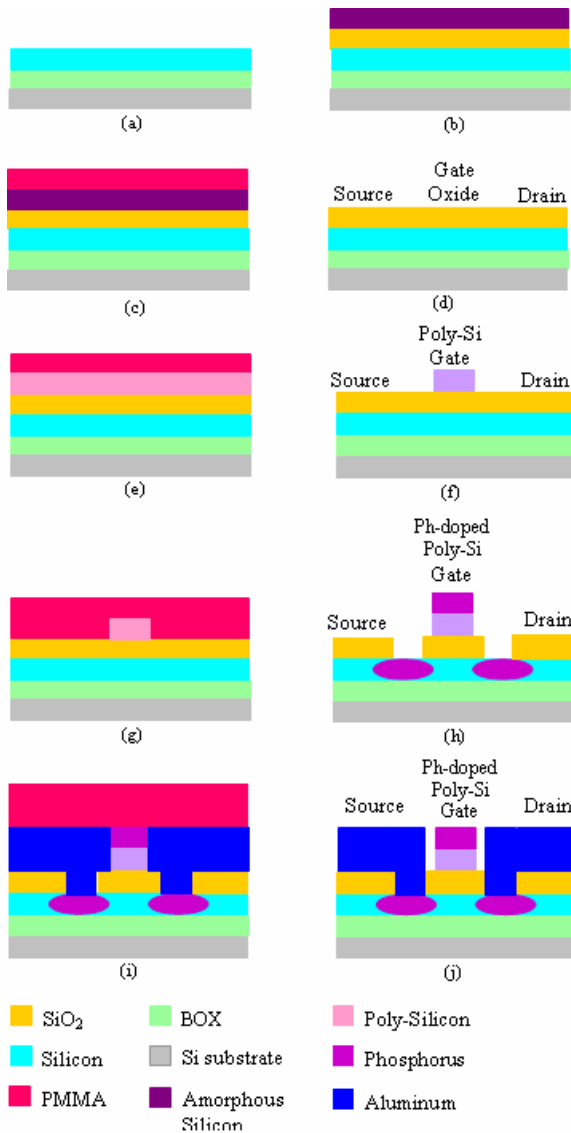 (a)
(b)
Source
Gate
Oxide
Drain
(c)
(d)
Poly-Si
Gate
Source
Drain
(e)
(f)
Ph-doped
Poly-Si
Gate
Source
Drain
(g)
(h)
Ph-doped
Poly-Si
Gate
Source
Drain
(i)
(j)
SiO₂
BOX
Poly-Silicon
Silicon
Si substrate
Phosphorus
PMMA
Amorphous
Silicon
Aluminum